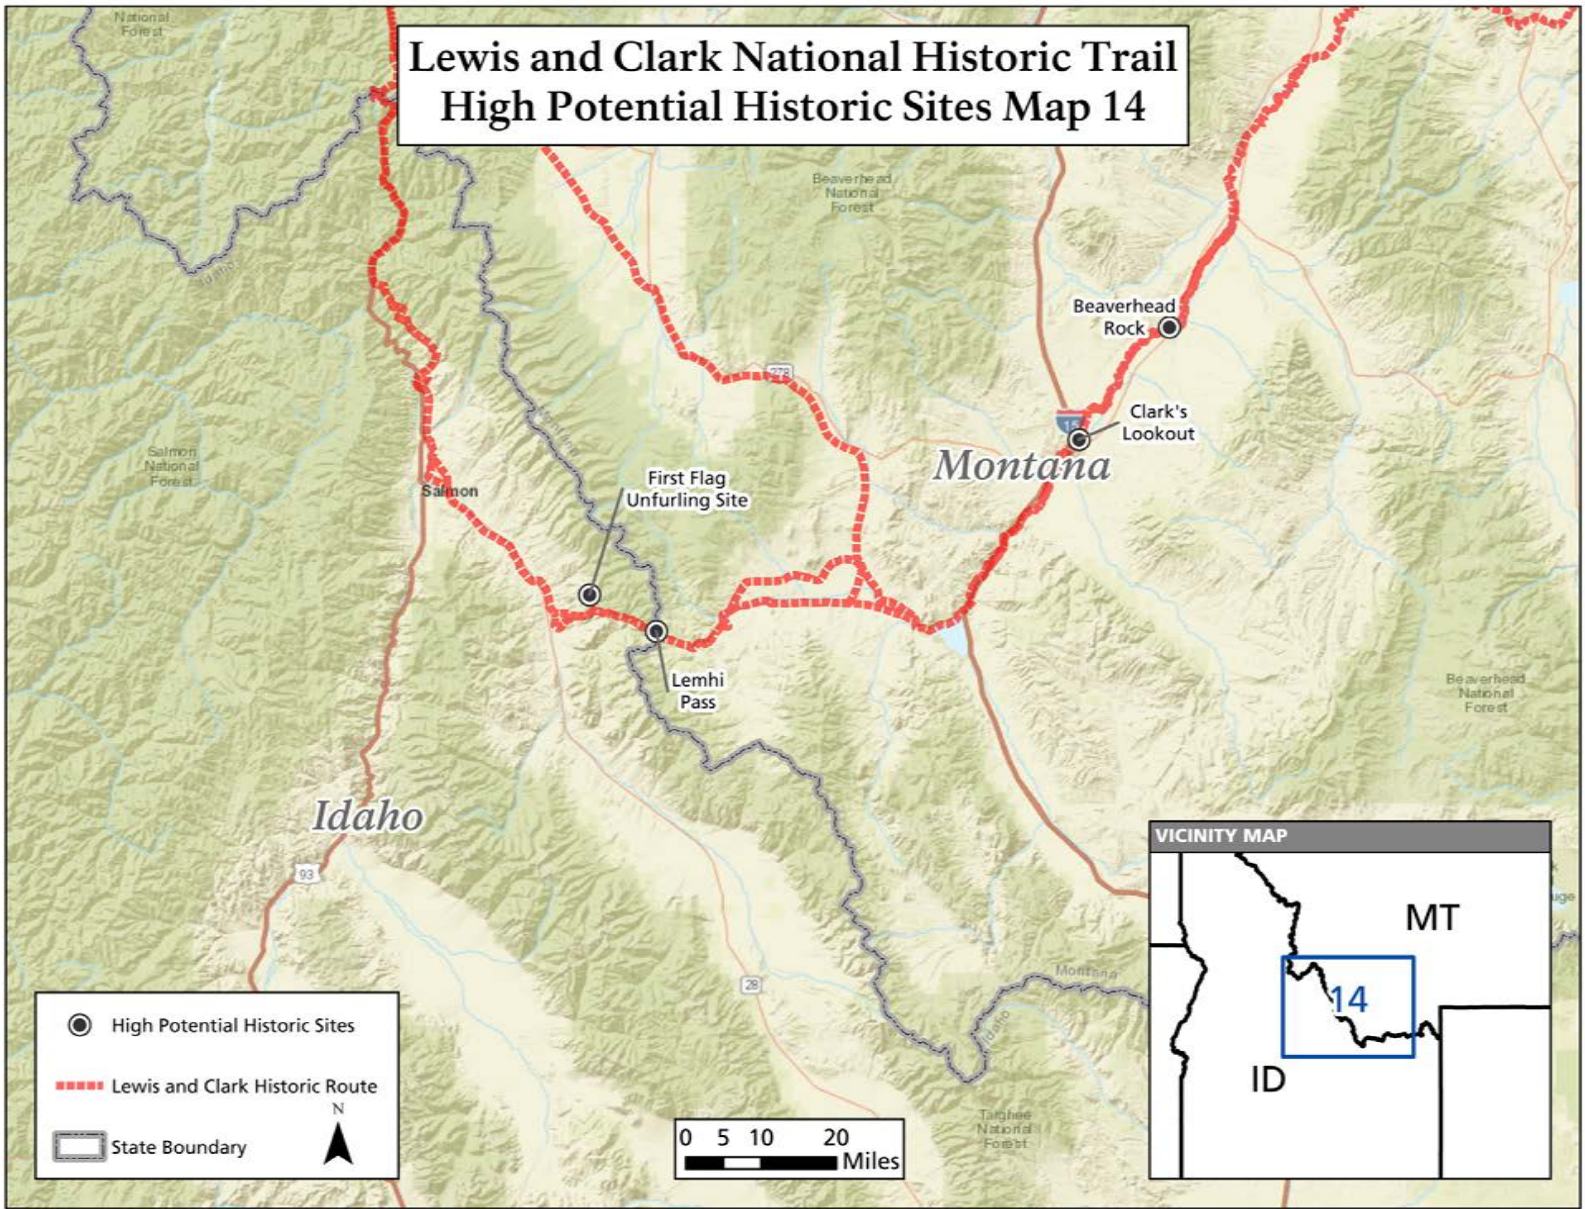 National
Forest
Lewis and Clark National Historic Trail
High Potential Historic Sites Map 14
Beaverhead
National
Forest
Idaho
Beaverhead
Rock
278
Clark's
Lookout
15
Montana
Montana
Salmon
National
Forest
Salmon
First Flag
Unfurling Site
Lemhi
Pass
Beaverhead
National
Forest
Idaho
93
28
Montana
Idaho
Targhee
National
Forest
High Potential Historic Sites
Lewis and Clark Historic Route
N
State Boundary
0 5 10 20
Miles
VICINITY MAP
MT
14
ID